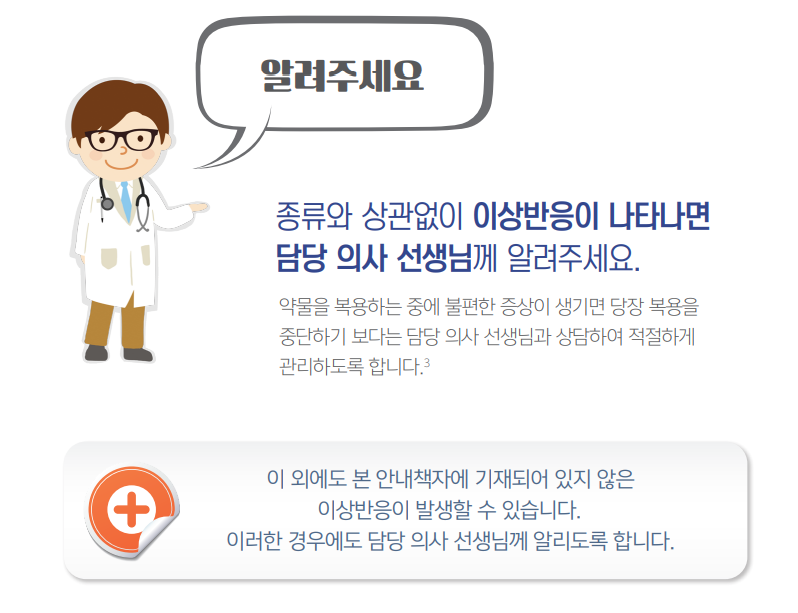 알려주세요
종류와 상관없이 이상반응이 나타나면
담당 의사 선생님께 알려주세요.
약물을 복용하는 중에 불편한 증상이 생기면 당장 복용을
중단하기 보다는 담당 의사 선생님과 상담하여 적절하게
관리하도록 합니다.³
이 외에도 본 안내책자에 기재되어 있지 않은
이상반응이 발생할 수 있습니다.
이러한 경우에도 담당 의사 선생님께 알리도록 합니다.